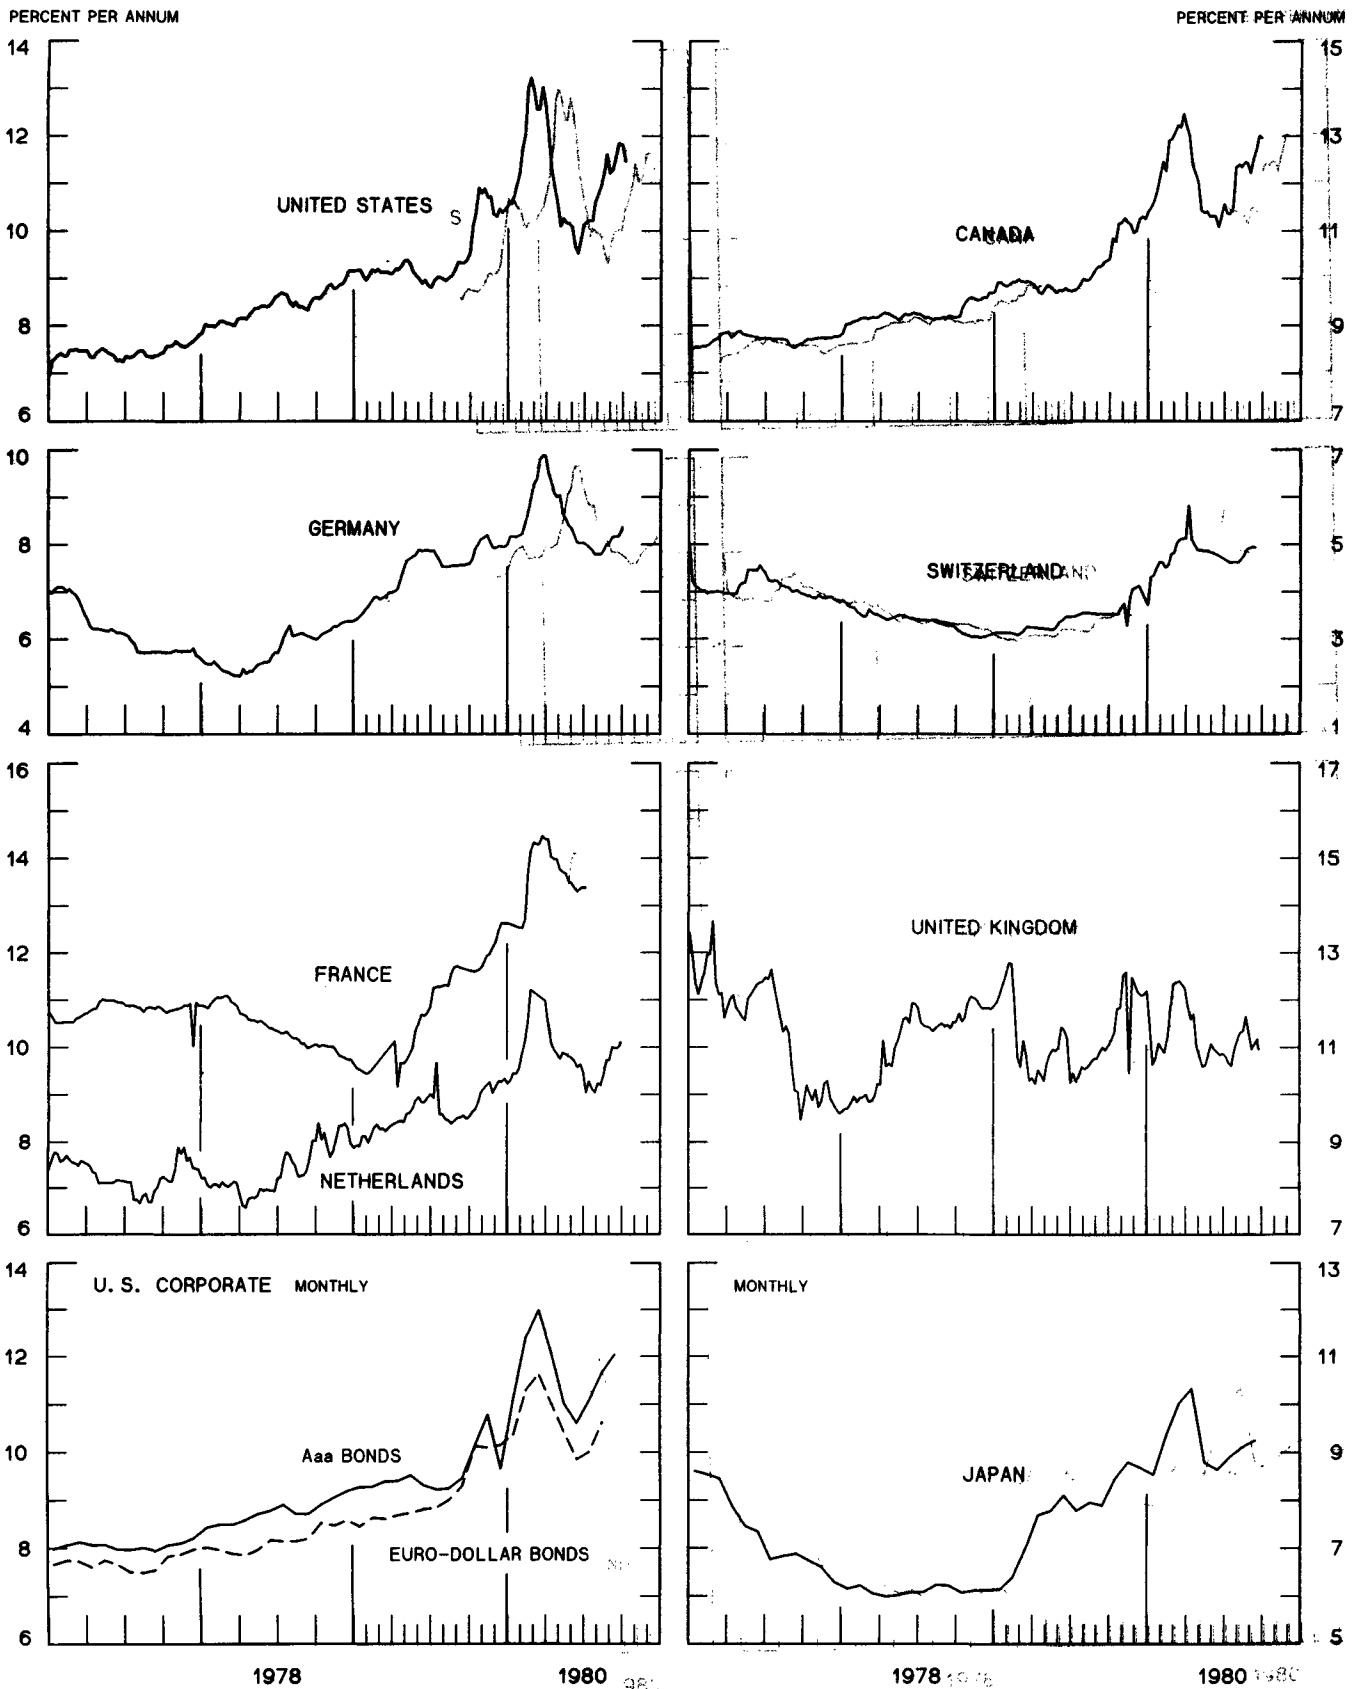 PERCENT PER ANNUM
PERCENT PER ANNUM
14
12
10
8
6
UNITED STATES
S
15
13
11
9
7
CANADA
10
8
6
4
GERMANY
7
5
3
1
SWITZERLAND
16
14
12
10
8
6
FRANCE
NETHERLANDS
17
15
13
11
9
7
UNITED KINGDOM
14
12
10
8
6
U. S. CORPORATE MONTHLY
Aaa BONDS
EURO-DOLLAR BONDS
MONTHLY
13
11
9
7
5
JAPAN
1978
1980
1978
1980 1980